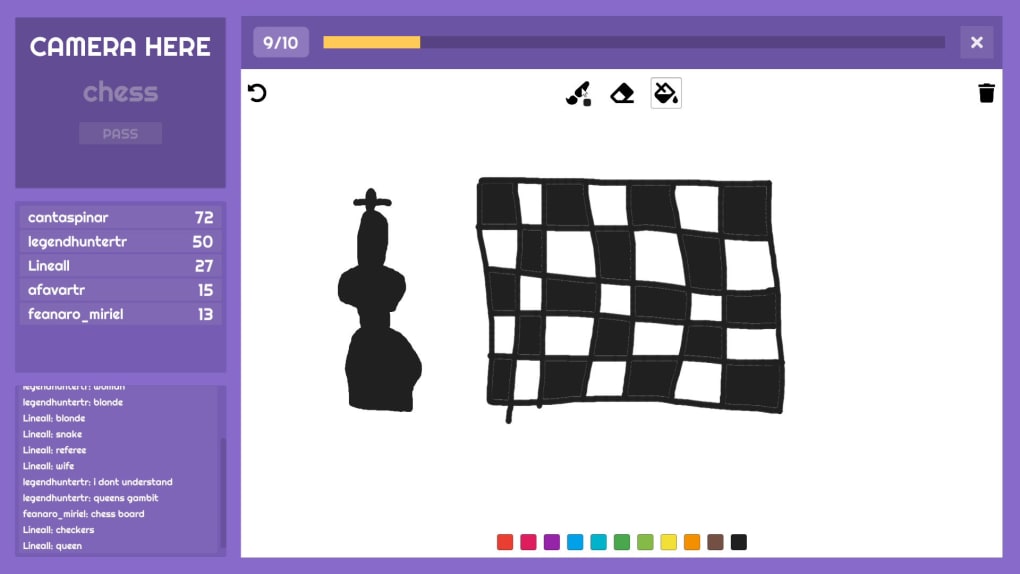 CAMERA HERE
chess
PASS
cantaspinar 72
legendhuntertr 50
Lineall 27
afavartr 15
feanaro_miriel 13
legendhuntertr: woman
legendhuntertr: blonde
Lineall: blonde
Lineall: snake
Lineall: referee
Lineall: wife
legendhuntertr: i dont understand
legendhuntertr: queens gambit
feanaro_miriel: chess board
Lineall: checkers
Lineall: queen
9/10